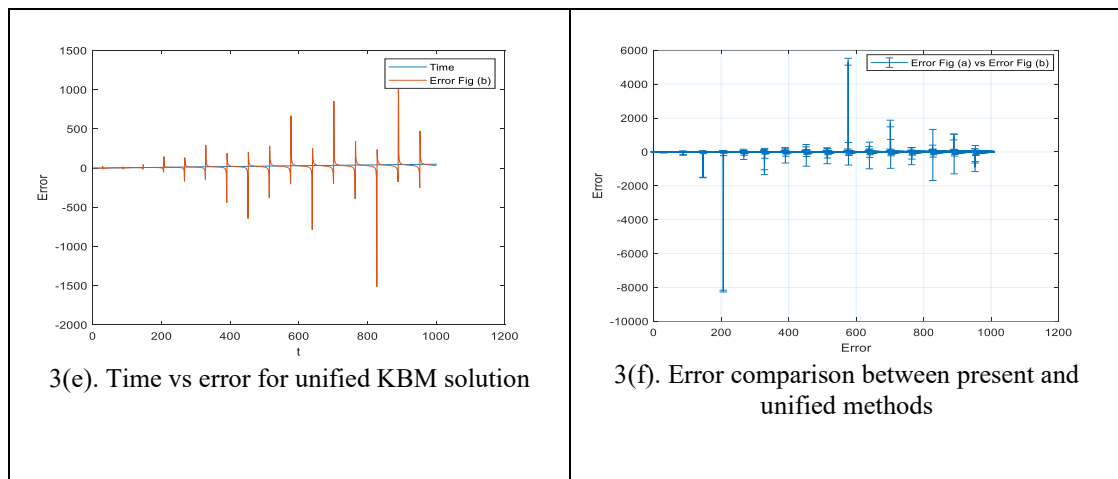 1500
1000
500
0
-500
-1000
-1500
-2000
Error
Time
Error Fig (b)
0 200 400 600 800 1000 1200
t
3(e). Time vs error for unified KBM solution
6000
4000
2000
0
-2000
-4000
-6000
-8000
-10000
Error Fig (a) vs Error Fig (b)
0 200 400 600 800 1000 1200
Error
3(f). Error comparison between present and
unified methods